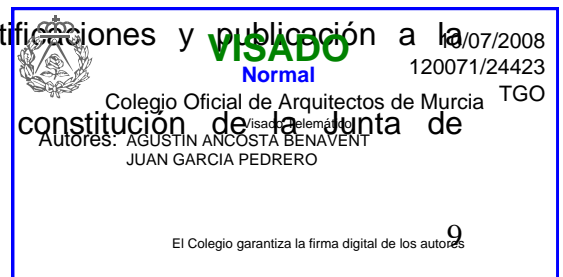 tificaciones y publicación a la
VISADO
/07/2008
Normal
120071/24423
Colegio Oficial de Arquitectos de Murcia TGO
Visado Telemático
constitución de la Junta de
Autores: AGUSTIN ANCOSTA BENAVENT
JUAN GARCIA PEDRERO
El Colegio garantiza la firma digital de los autores
9